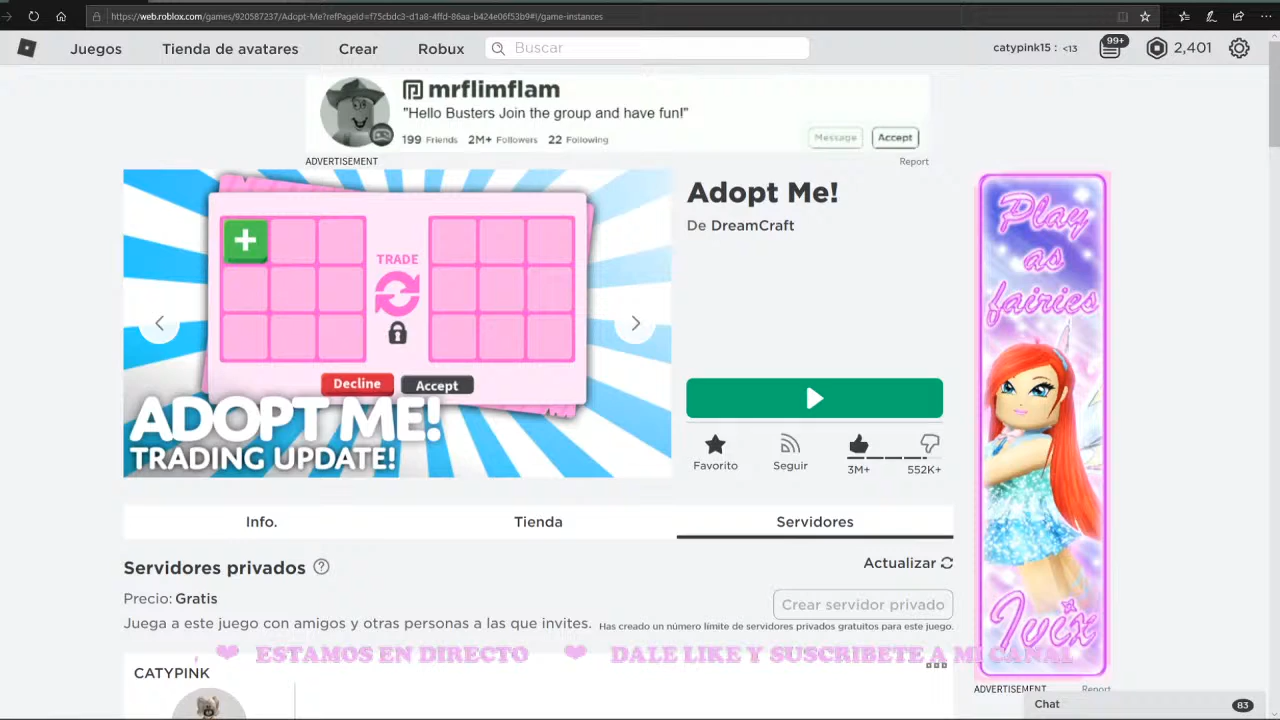 https://web.roblox.com/games/920587237/Adopt-Me?refPageId=f75cbdc3-d1a8-4ffd-86aa-b424e06f53b9#!/game-instances
Juegos
Tienda de avatares
Crear
Robux
Buscar
catypink15 : <13
99+
2,401
mrflimflam
"Hello Busters Join the group and have fun!"
199 Friends 2M+ Followers 22 Following
Message
Accept
ADVERTISEMENT
Report
TRADE
Decline
Accept
ADOPT ME!
TRADING UPDATE!
Adopt Me!
De DreamCraft
Favorito
Seguir
3M+
552K+
Play
as
fairies
Info.
Tienda
Servidores
Servidores privados
Actualizar
Precio: Gratis
Crear servidor privado
Juega a este juego con amigos y otras personas a las que invites.
Has creado un número límite de servidores privados gratuitos para este juego.
ESTAMOS EN DIRECTO
DALE LIKE Y SUSCRIBETE A MI CANAL
CATYPINK
ADVERTISEMENT
Report
Chat
83